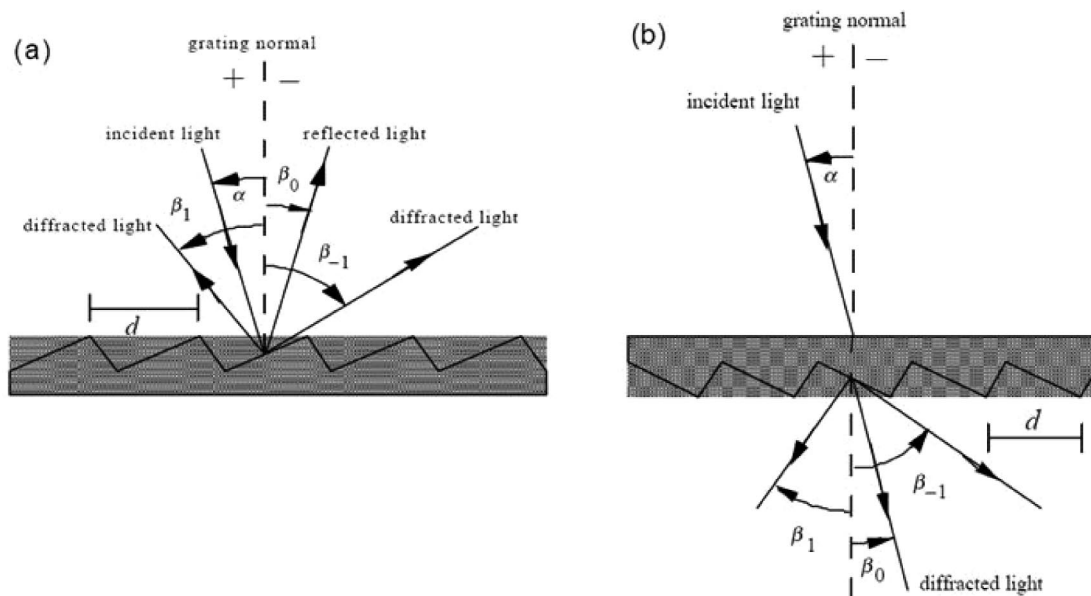 (a)
grating normal
+ −
incident light
reflected light
α
β0
β1
diffracted light
diffracted light
β−1
d
(b)
grating normal
+ −
incident light
α
d
β−1
β1
β0
diffracted light